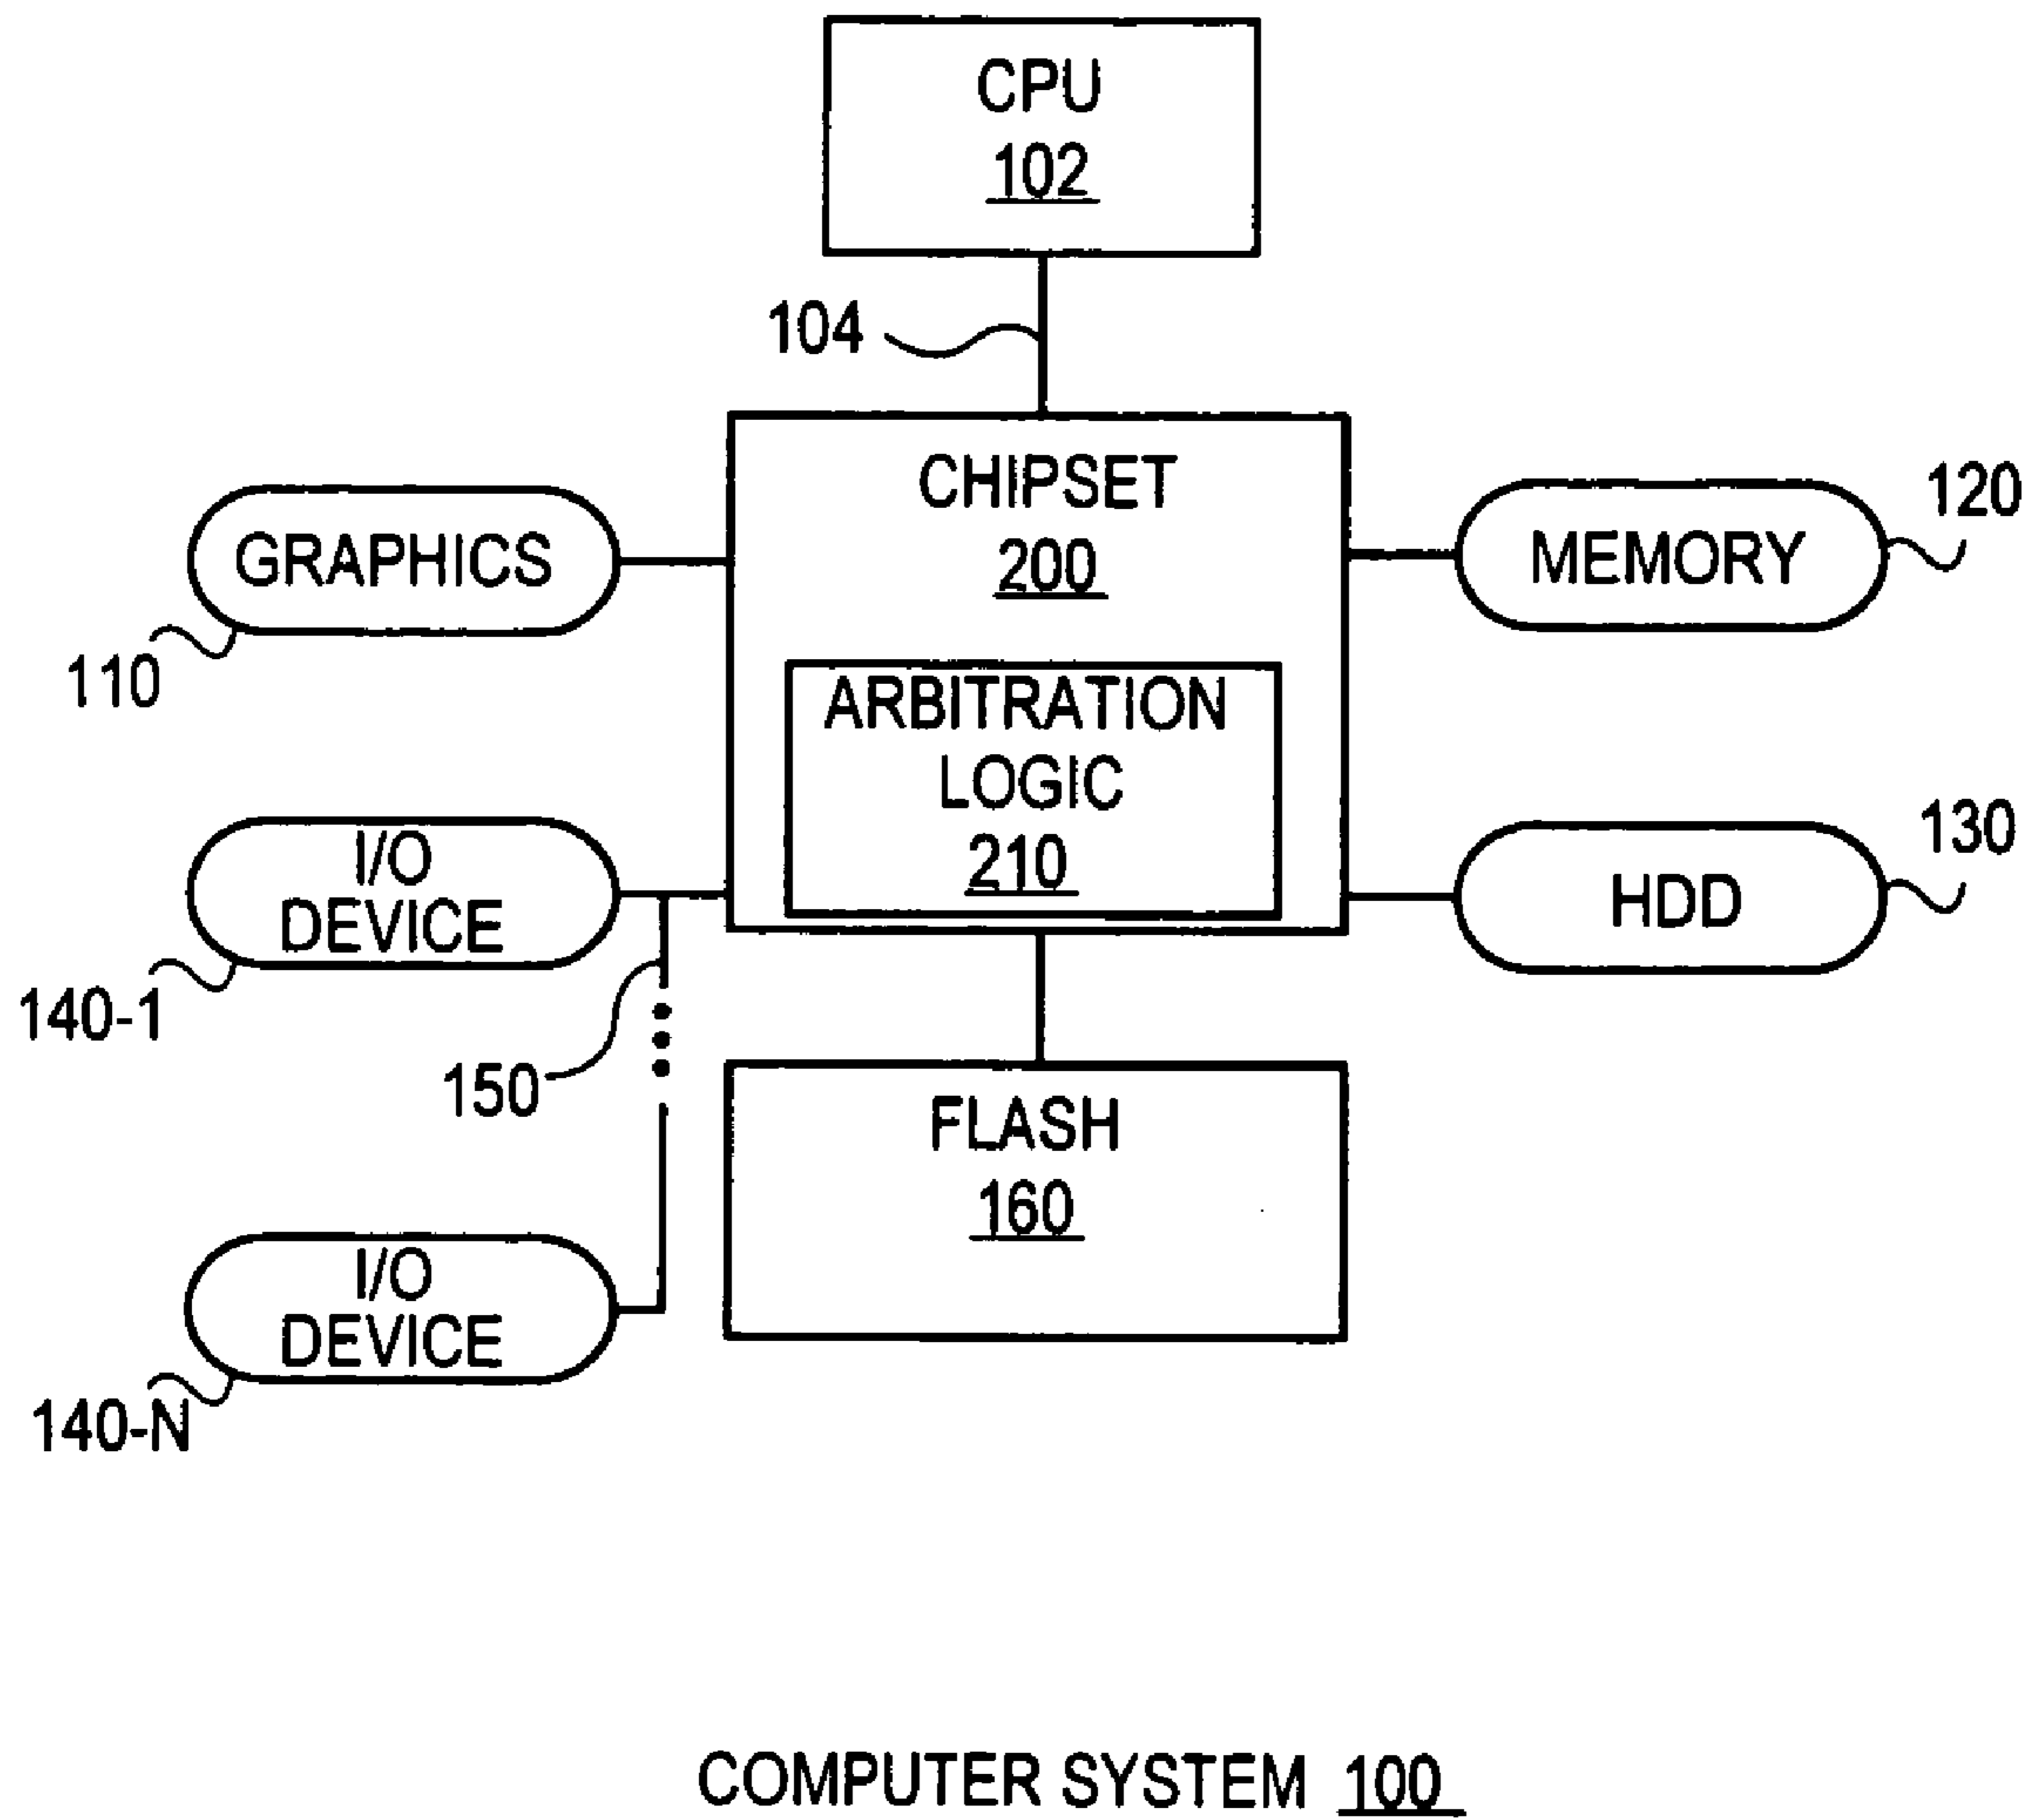 CPU
102
104
CHIPSET
200
GRAPHICS
110
MEMORY
120
ARBITRATION
LOGIC
210
I/O
DEVICE
140-1
150
HDD
130
FLASH
160
I/O
DEVICE
140-N
COMPUTER SYSTEM 100